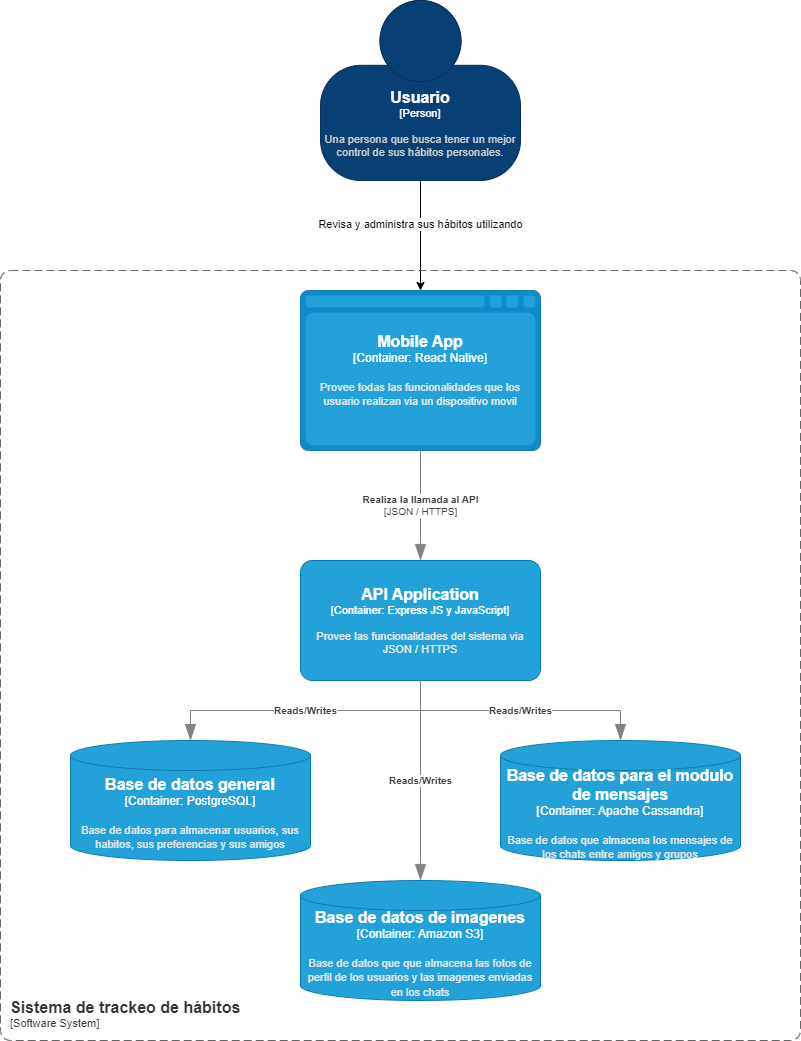 Usuario
[Person]
Una persona que busca tener un mejor
control de sus hábitos personales.
Revisa y administra sus hábitos utilizando
Mobile App
[Container: React Native]
Provee todas las funcionalidades que los
usuario realizan via un dispositivo movil
Realiza la llamada al API
[JSON / HTTPS]
API Application
[Container: Express JS y JavaScript]
Provee las funcionalidades del sistema via
JSON / HTTPS
Reads/Writes
Reads/Writes
Reads/Writes
Base de datos general
[Container: PostgreSQL]
Base de datos para almacenar usuarios, sus
habitos, sus preferencias y sus amigos
Base de datos para el modulo
de mensajes
[Container: Apache Cassandra]
Base de datos que almacena los mensajes de
los chats entre amigos y grupos
Base de datos de imagenes
[Container: Amazon S3]
Base de datos que que almacena las fotos de
perfil de los usuarios y las imagenes enviadas
en los chats
Sistema de trackeo de hábitos
[Software System]